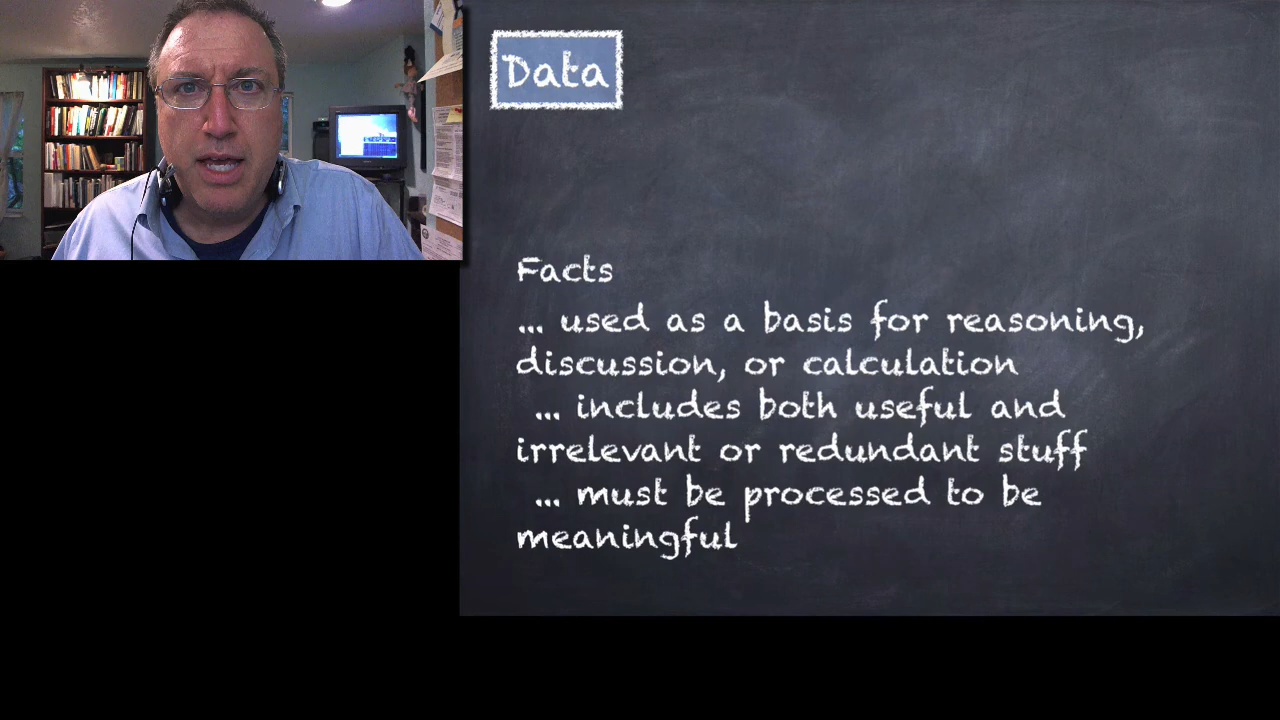 Data
Facts
... used as a basis for reasoning,
discussion, or calculation
... includes both useful and
irrelevant or redundant stuff
... must be processed to be
meaningful